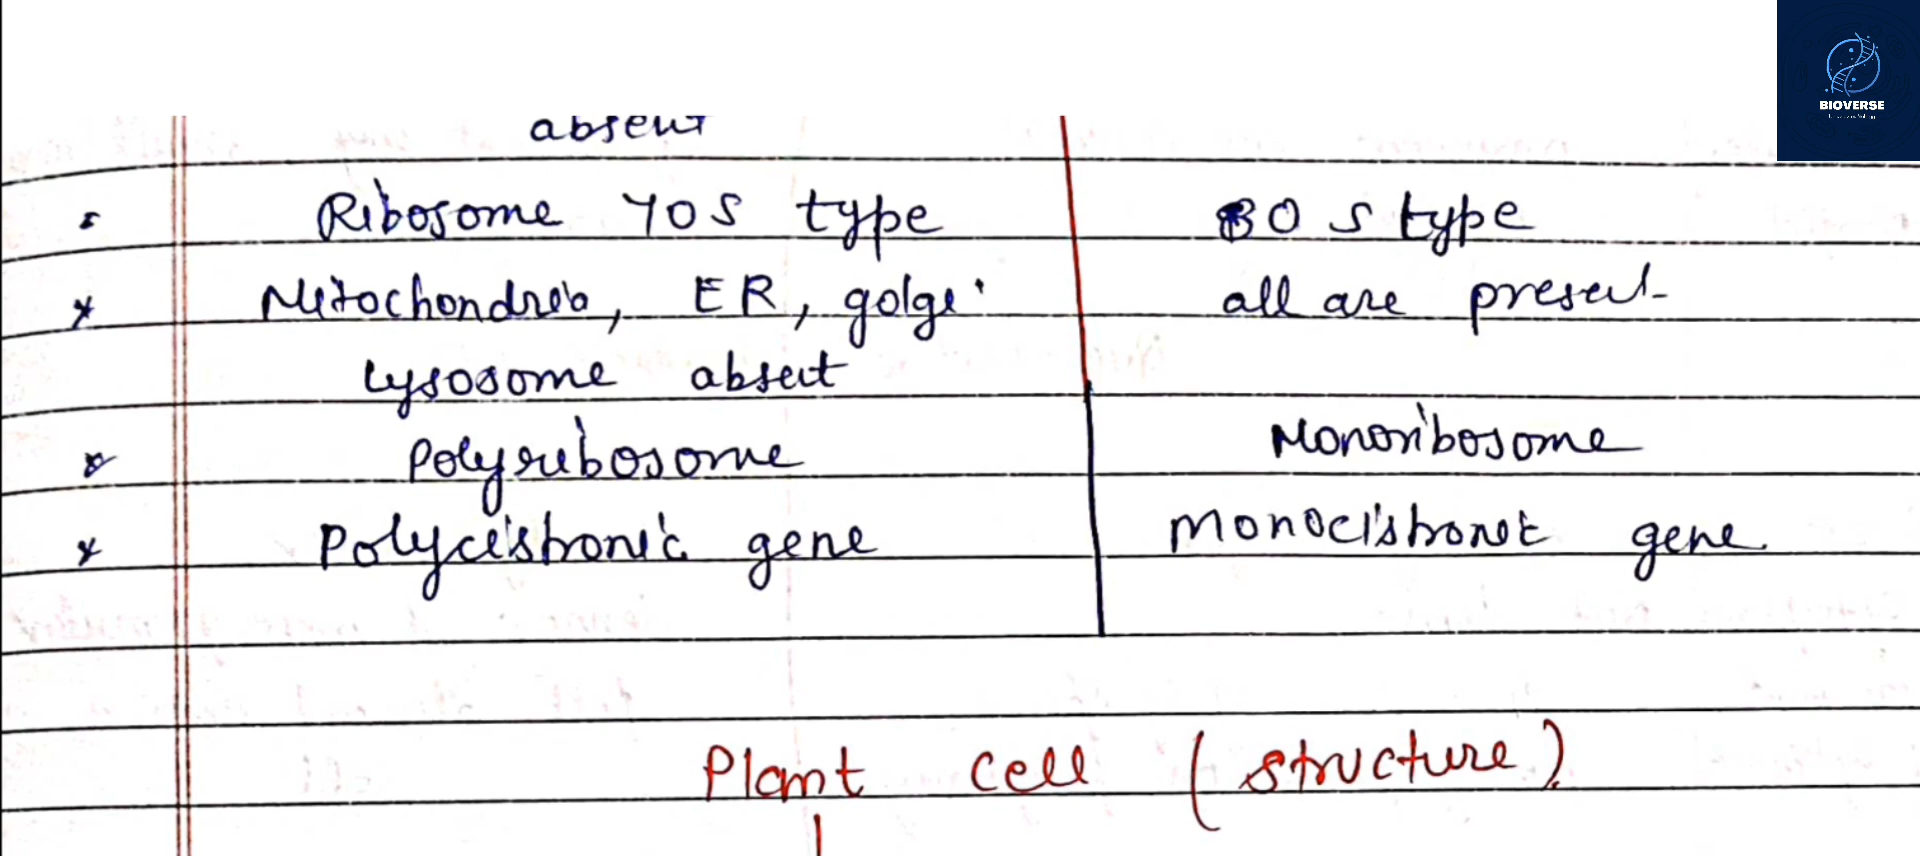 BIOVERSE
absent
Ribosome 70S type 80 S type
Mitochondria, ER, golgi all are present
Lysosome absent
Polyribosome Monoribosome
Polycistronic gene Monocistronic gene
Plant cell (structure)